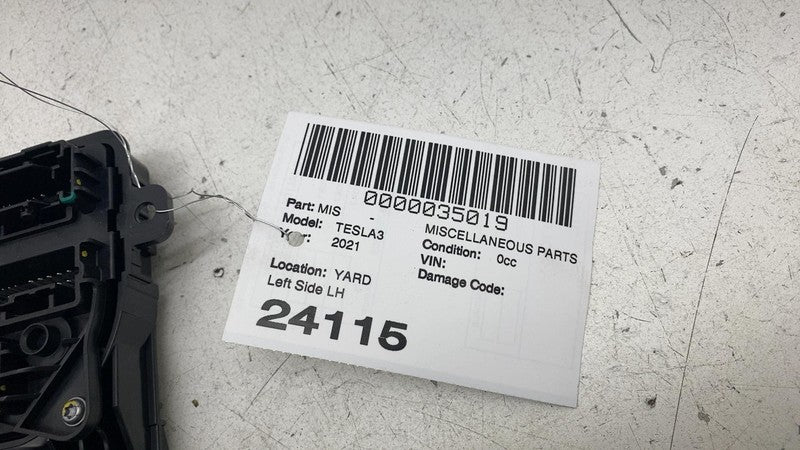 0000035019
Part: MIS - MISCELLANEOUS PARTS
Model: TESLA3 Condition: 0cc
Year: 2021 VIN:
Damage Code:
Location: YARD
Left Side LH
24115